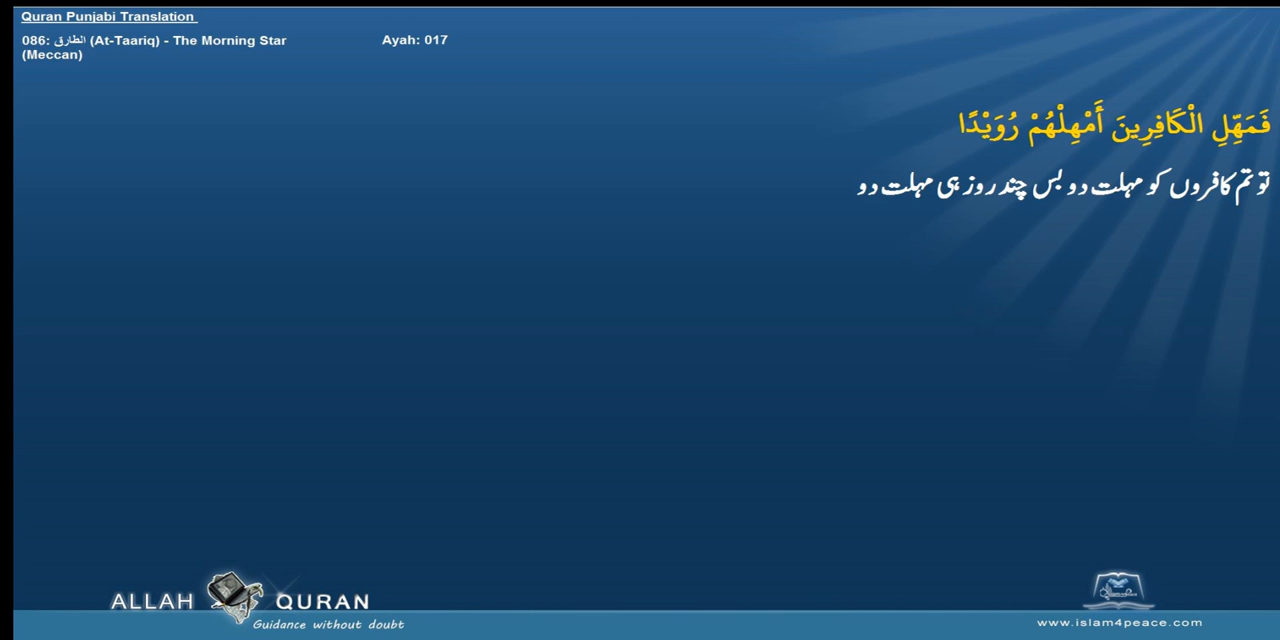 Quran Punjabi Translation
086: الطارق (At-Taariq) - The Morning Star (Meccan)
Ayah: 017
فَمَهِّلِ الْكَافِرِينَ أَمْهِلْهُمْ رُوَيْدًا
تو تم کافروں کو مہلت دو بس چند روز ہی مہلت دو
ALLAH QURAN
Guidance without doubt
www.islam4peace.com